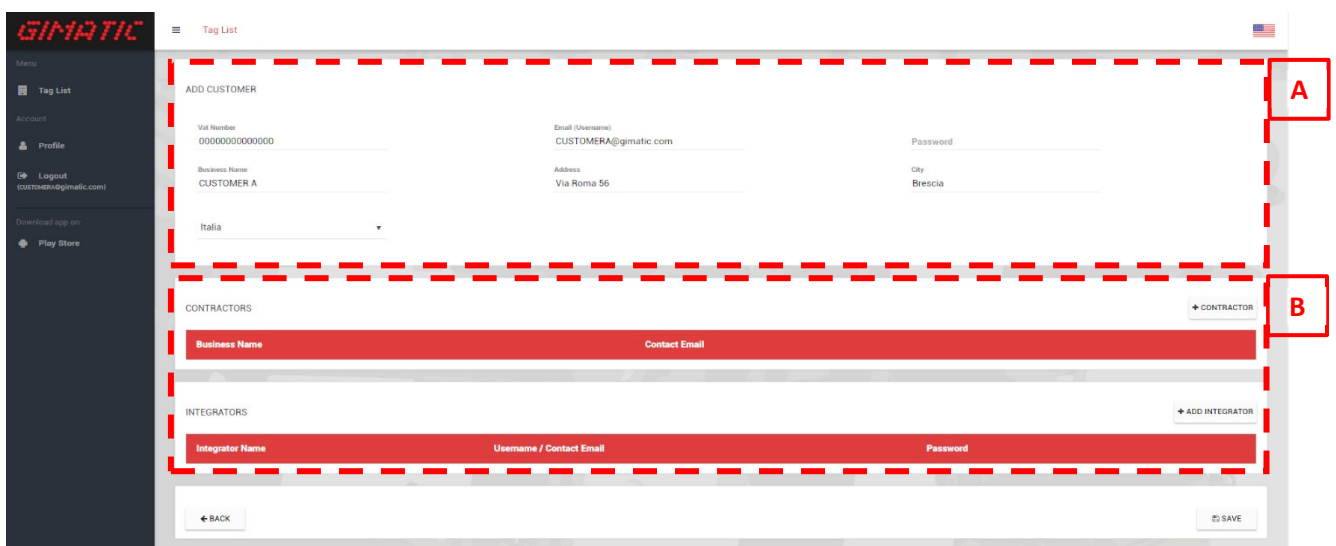 GIMATIC
Tag List
Menu
Tag List
Account
Profile
Logout
(CUSTOMERA@gimatic.com)
Download app on:
Play Store
A
ADD CUSTOMER
Vat Number
Email (Username)
00000000000000
CUSTOMERA@gimatic.com
Password
Business Name
Address
City
CUSTOMER A
Via Roma 56
Brescia
Italia
B
CONTRACTORS
+ CONTRACTOR
Business Name
Contact Email
INTEGRATORS
+ ADD INTEGRATOR
Integrator Name
Username / Contact Email
Password
BACK
SAVE